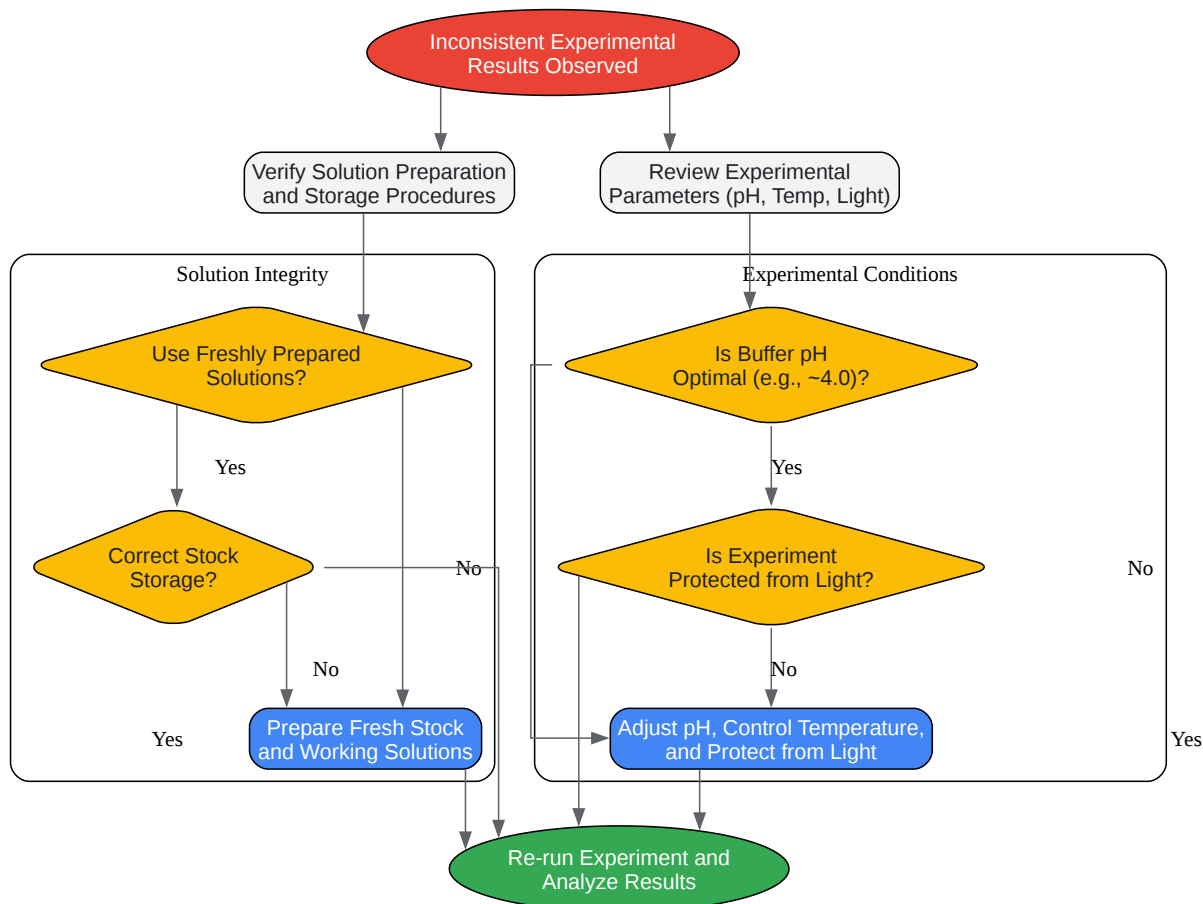 Inconsistent Experimental
Results Observed
Verify Solution Preparation
and Storage Procedures
Review Experimental
Parameters (pH, Temp, Light)
Solution Integrity
Experimental Conditions
Use Freshly Prepared
Solutions?
Is Buffer pH
Optimal (e.g., ~4.0)?
Yes
Yes
Correct Stock
Storage?
No
Is Experiment
Protected from Light?
No
No
No
Yes
Prepare Fresh Stock
and Working Solutions
Adjust pH, Control Temperature,
and Protect from Light
Yes
Re-run Experiment and
Analyze Results